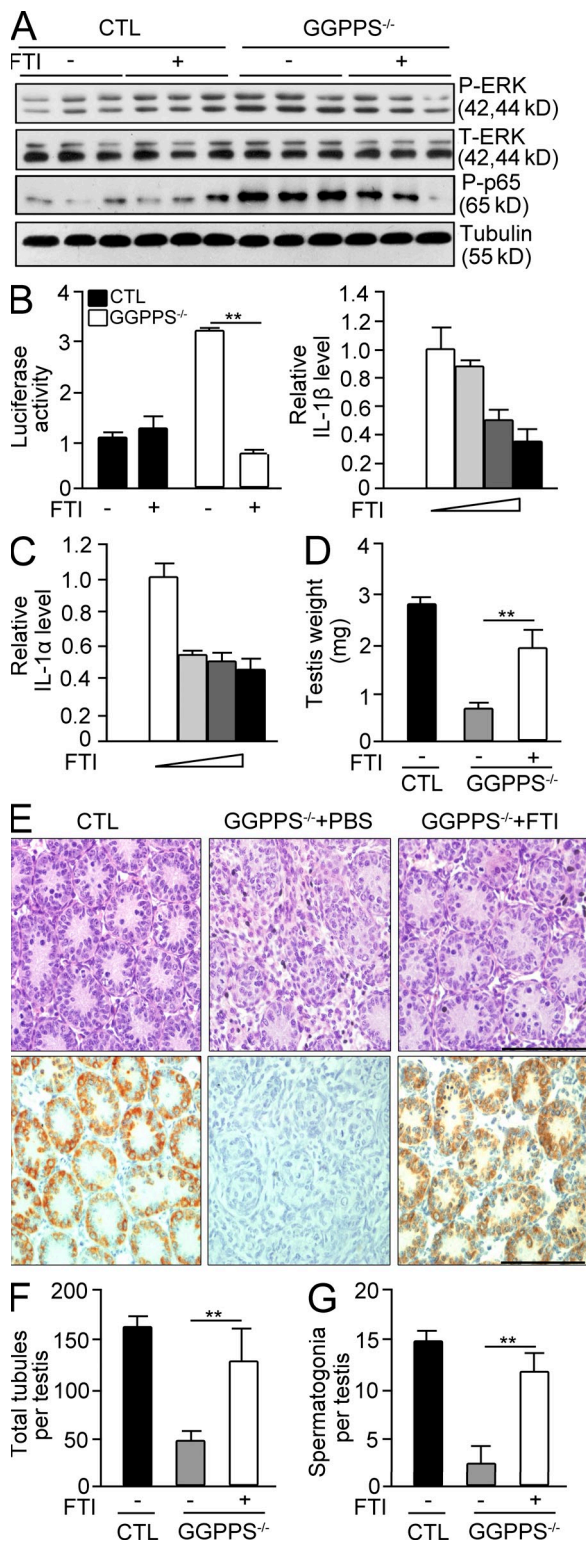 A
CTL GGPPS⁻/⁻
FTI - + - +
P-ERK
(42,44 kD)
T-ERK
(42,44 kD)
P-p65
(65 kD)
Tubulin
(55 kD)
B
CTL
GGPPS⁻/⁻
Luciferase
activity
4
3
2
1
0
**
FTI - + - +
Relative
IL-1β level
1.4
1.2
1.0
0.8
0.6
0.4
0.2
0
FTI
C
Relative
IL-1α level
1.2
1.0
0.8
0.6
0.4
0.2
0
FTI
D
Testis weight
(mg)
3
2
1
0
**
FTI - - +
CTL GGPPS⁻/⁻
E
CTL GGPPS⁻/⁻+PBS GGPPS⁻/⁻+FTI
F
Total tubules
per testis
200
150
100
50
0
**
FTI - - +
CTL GGPPS⁻/⁻
G
Spermatogonia
per testis
20
15
10
5
0
**
FTI - - +
CTL GGPPS⁻/⁻